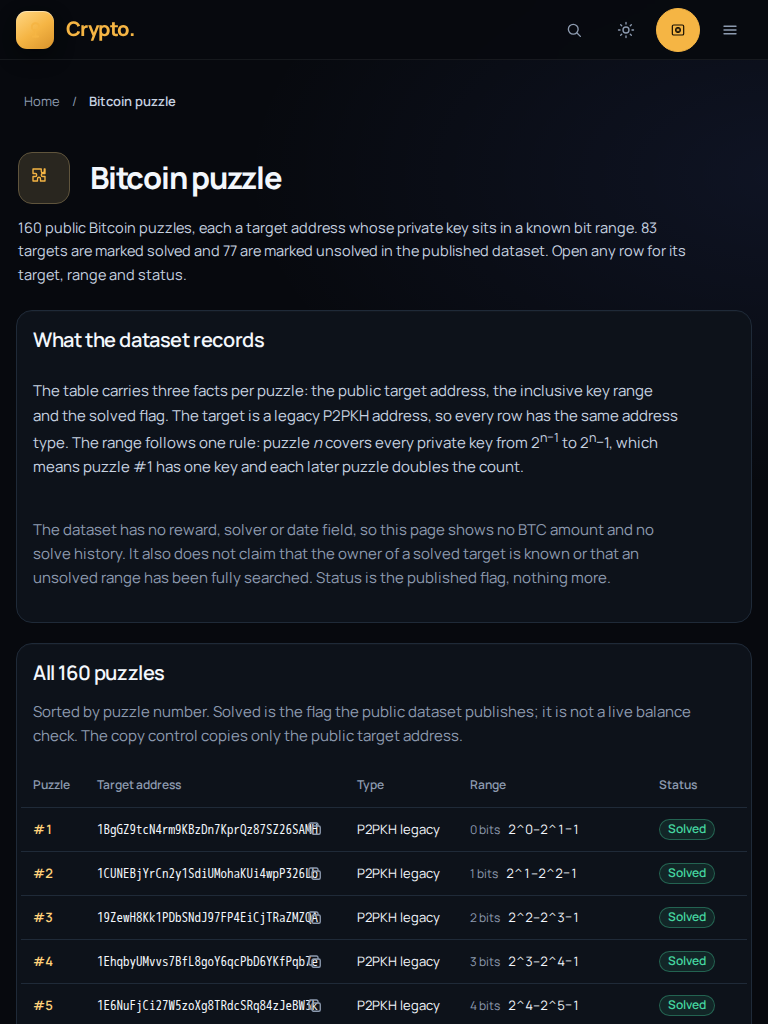 Crypto.
Home / Bitcoin puzzle
Bitcoin puzzle
160 public Bitcoin puzzles, each a target address whose private key sits in a known bit range. 83
targets are marked solved and 77 are marked unsolved in the published dataset. Open any row for its
target, range and status.
What the dataset records
The table carries three facts per puzzle: the public target address, the inclusive key range
and the solved flag. The target is a legacy P2PKH address, so every row has the same address
type. The range follows one rule: puzzle n covers every private key from 2^n−1 to 2^n−1, which
means puzzle #1 has one key and each later puzzle doubles the count.
The dataset has no reward, solver or date field, so this page shows no BTC amount and no
solve history. It also does not claim that the owner of a solved target is known or that an
unsolved range has been fully searched. Status is the published flag, nothing more.
All 160 puzzles
Sorted by puzzle number. Solved is the flag the public dataset publishes; it is not a live balance
check. The copy control copies only the public target address.
Puzzle Target address Type Range Status
#1 P2PKH legacy 0 bits 2^0–2^1−1 Solved
#2 P2PKH legacy 1 bits 2^1–2^2−1 Solved
#3 P2PKH legacy 2 bits 2^2–2^3−1 Solved
#4 1EhqbyUMvvs7BfL8goY6qcPbD6YKfPqb7e P2PKH legacy 3 bits 2^3–2^4−1 Solved
#5 1E6NuFjCi27W5zoXg8TRdcSRq84zJeBW3k P2PKH legacy 4 bits 2^4–2^5−1 Solved